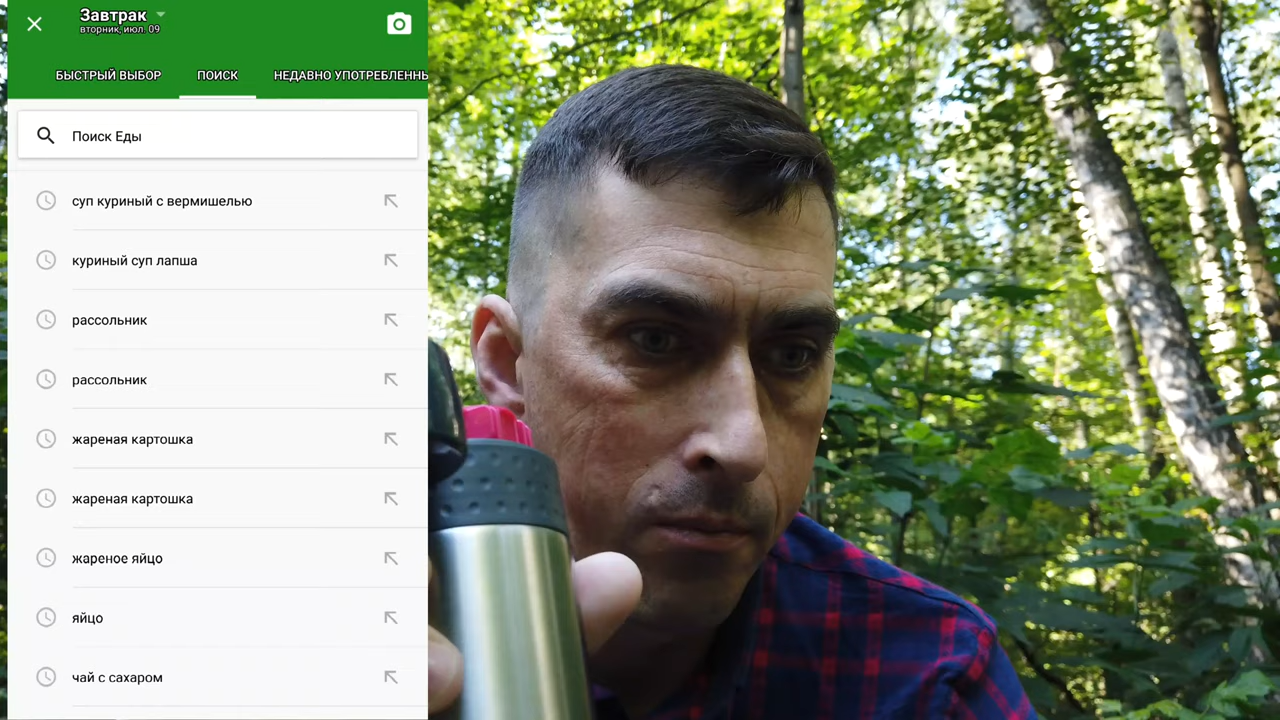 Завтрак
вторник, июл. 09
БЫСТРЫЙ ВЫБОР
ПОИСК
НЕДАВНО УПОТРЕБЛЕННЫ
Поиск Еды
суп куриный с вермишелью
куриный суп лапша
рассольник
рассольник
жареная картошка
жареная картошка
жареное яйцо
яйцо
чай с сахаром